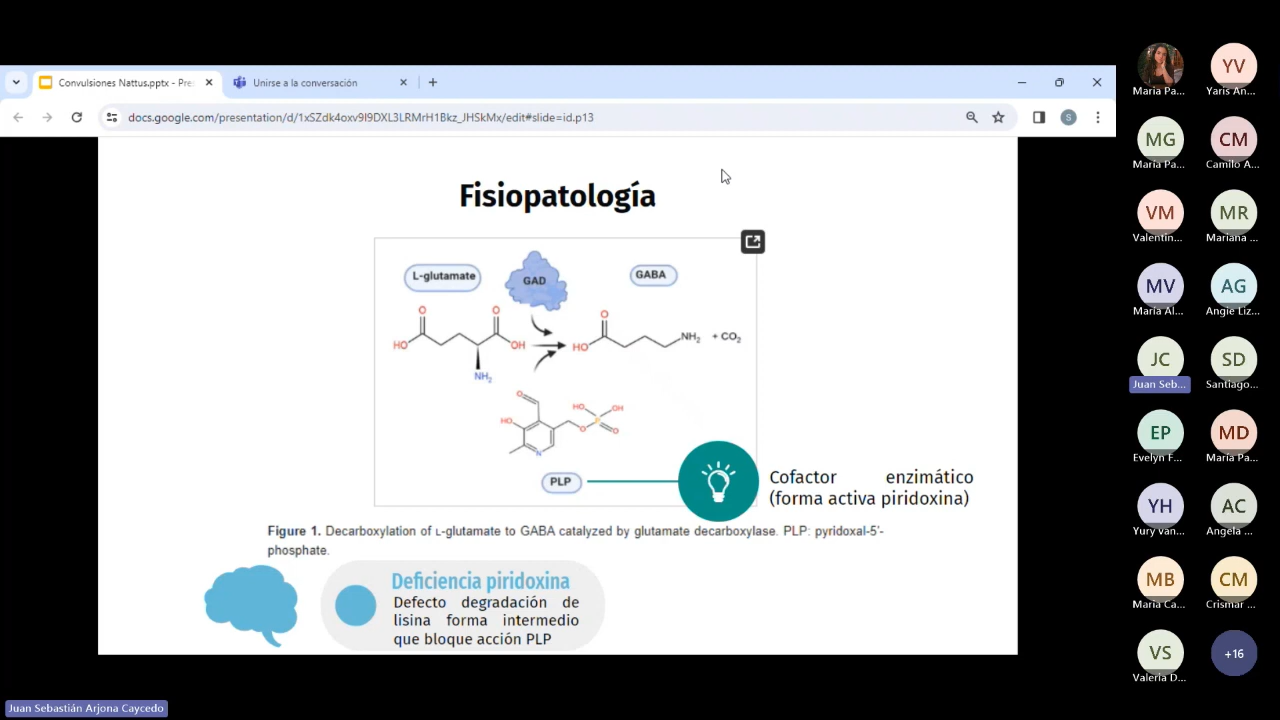 Convulsiones Nattus.pptx - Pre
Unirse a la conversación
docs.google.com/presentation/d/1xSZdk4oxv9I9DXL3LRMrH1Bkz_JHSkMx/edit#slide=id.p13
S
Fisiopatología
L-glutamate
GAD
GABA
O
O
HO
OH
NH2
O
HO
NH2
+ CO2
O
HO
HO
OH
P
O
O
N
PLP
Cofactor enzimático
(forma activa piridoxina)
Figure 1. Decarboxylation of L-glutamate to GABA catalyzed by glutamate decarboxylase. PLP: pyridoxal-5'-
phosphate.
Deficiencia piridoxina
Defecto degradación de
lisina forma intermedio
que bloque acción PLP
Maria Pa...
YV
Yaris An...
MG
Maria Pa...
CM
Camilo A...
VM
Valentin...
MR
Mariana ...
MV
María Al...
AG
Angie Liz...
JC
Juan Seb...
SD
Santiago...
EP
Evelyn F...
MD
María Pa...
YH
Yury Van...
AC
Angela ...
MB
Maria Ca...
CM
Crismar ...
VS
Valeria D...
+16
Juan Sebastián Arjona Caycedo